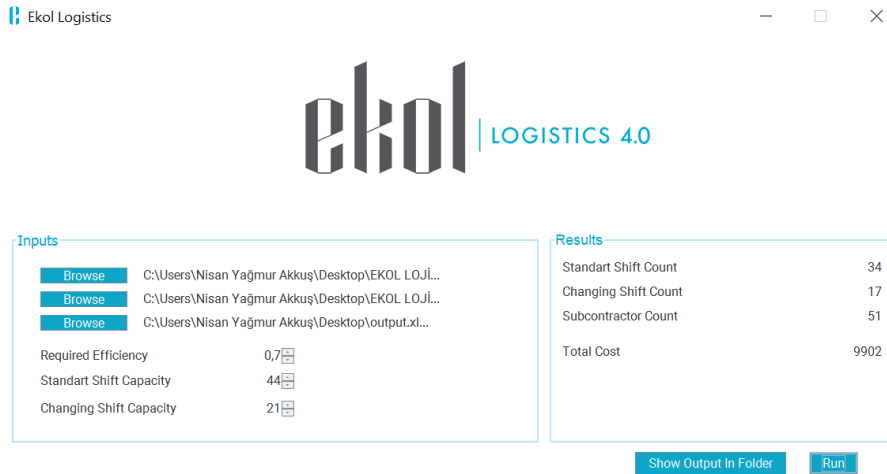 Ekol Logistics
ekol
LOGISTICS 4.0
Inputs
Browse C:\Users\Nisan Yağmur Akkuş\Desktop\EKOL LOJİ...
Browse C:\Users\Nisan Yağmur Akkuş\Desktop\EKOL LOJİ...
Browse C:\Users\Nisan Yağmur Akkuş\Desktop\output.xl...
Required Efficiency 0,7
Standart Shift Capacity 44
Changing Shift Capacity 21
Results
Standart Shift Count 34
Changing Shift Count 17
Subcontractor Count 51
Total Cost 9902
Show Output In Folder Run